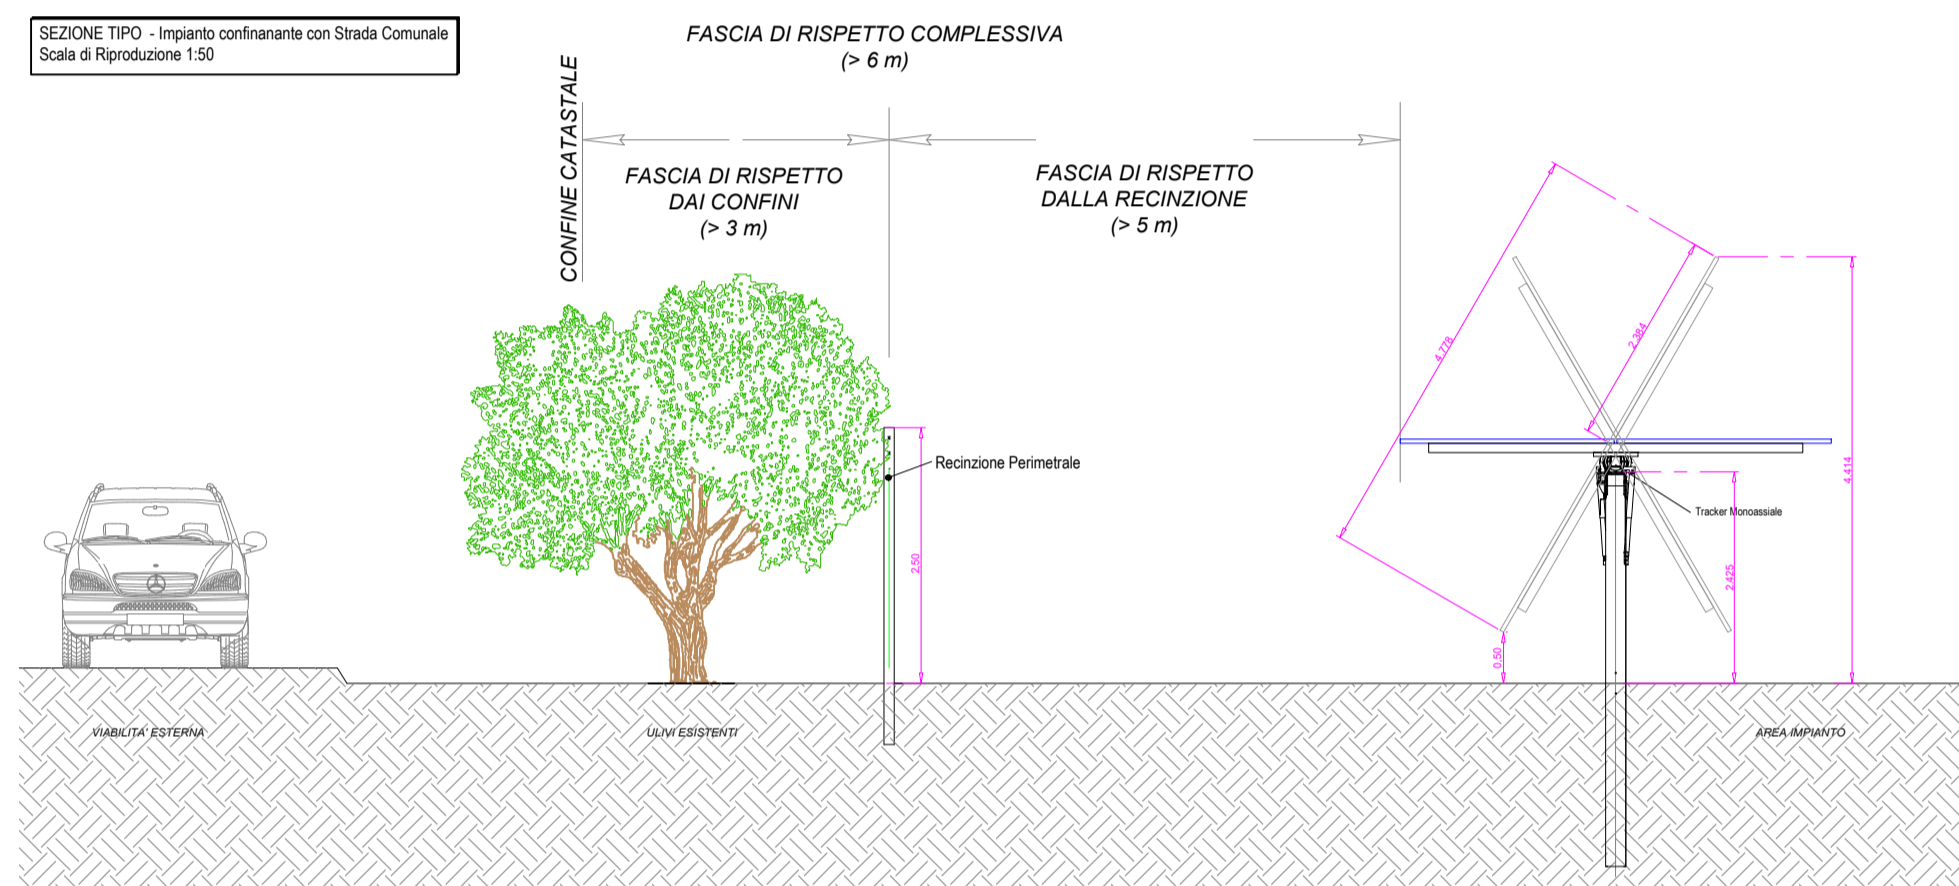 SEZIONE TIPO - Impianto confinanante con Strada Comunale
Scala di Riproduzione 1:50
FASCIA DI RISPETTO COMPLESSIVA
(> 6 m)
CONFINE CATASTALE
FASCIA DI RISPETTO
DAI CONFINI
(> 3 m)
FASCIA DI RISPETTO
DALLA RECINZIONE
(> 5 m)
4.778
2.384
4.414
Recinzione Perimetrale
Tracker Monoassiale
2.50
2.425
0.50
VIABILITA' ESTERNA
ULIVI ESISTENTI
AREA IMPIANTO